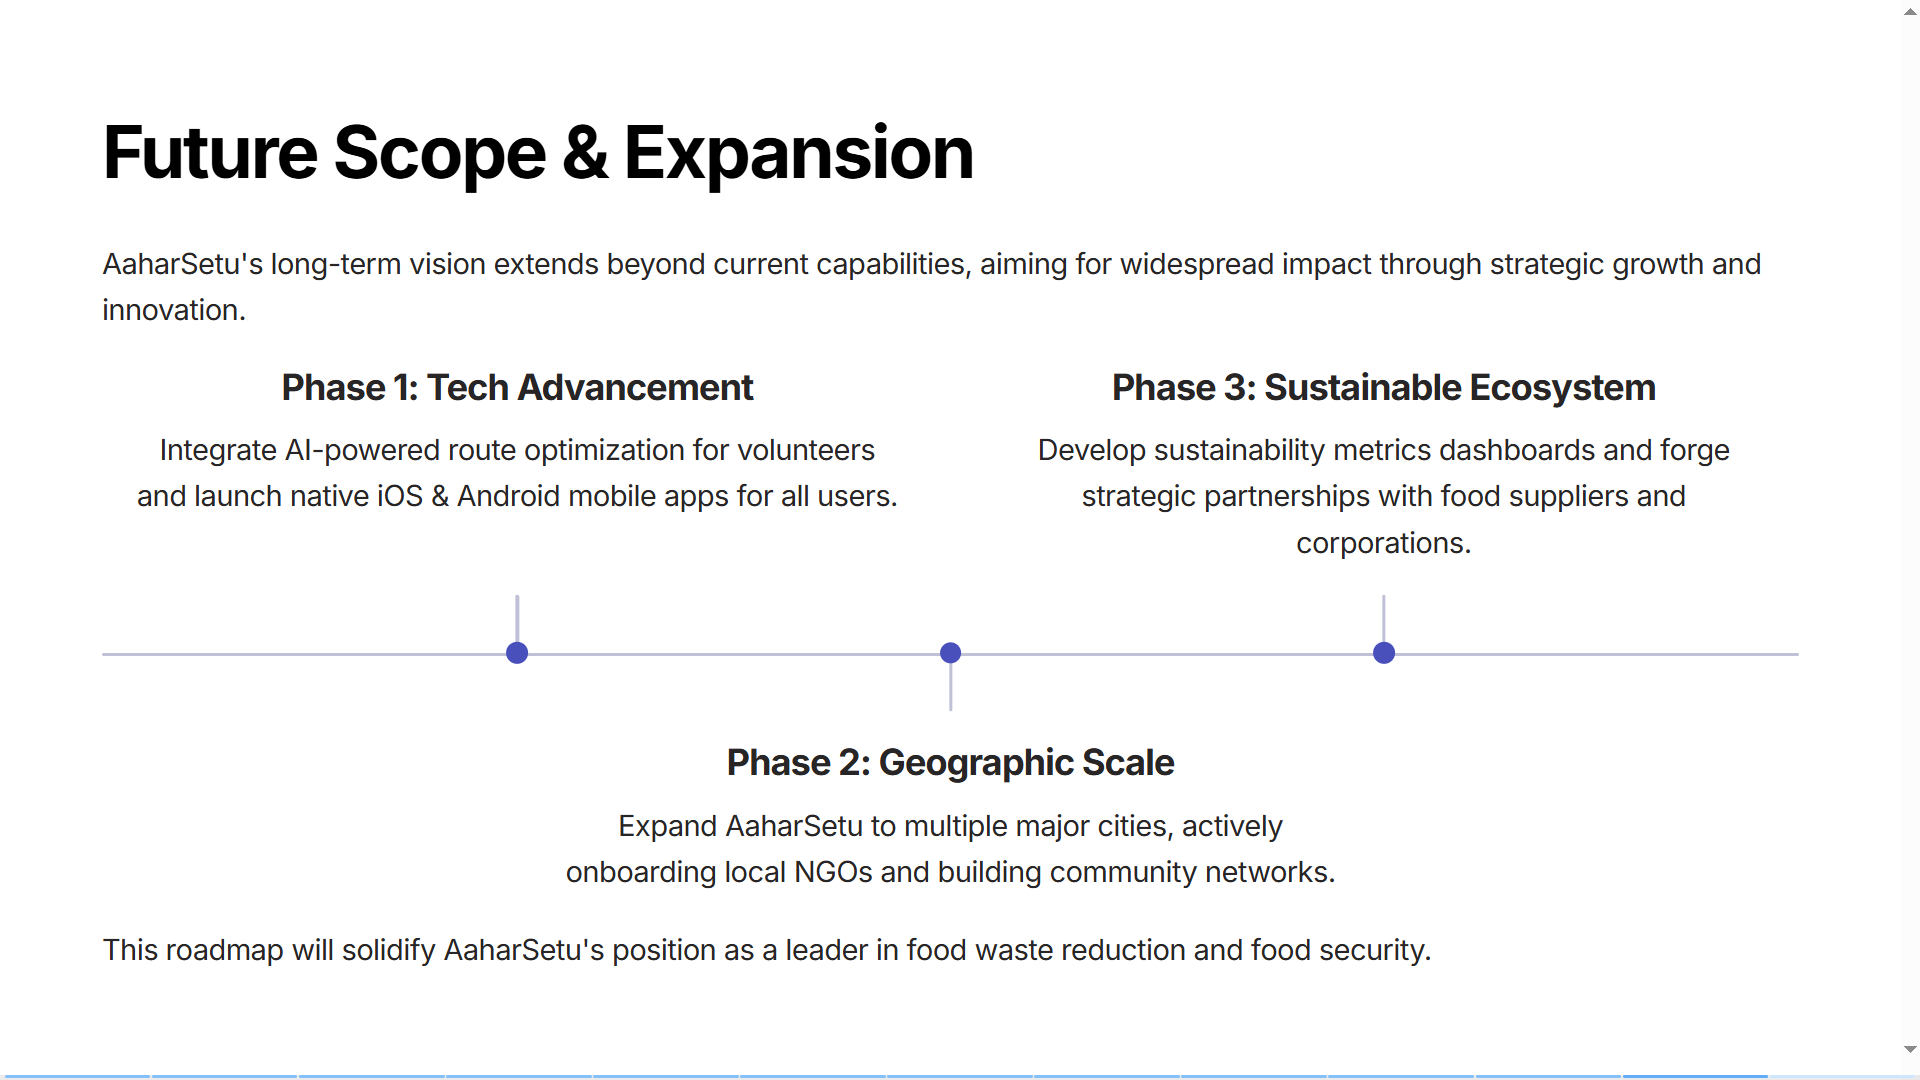 Future Scope & Expansion
AaharSetu's long-term vision extends beyond current capabilities, aiming for widespread impact through strategic growth and
innovation.
Phase 1: Tech Advancement
Integrate AI-powered route optimization for volunteers
and launch native iOS & Android mobile apps for all users.
Phase 3: Sustainable Ecosystem
Develop sustainability metrics dashboards and forge
strategic partnerships with food suppliers and
corporations.
Phase 2: Geographic Scale
Expand AaharSetu to multiple major cities, actively
onboarding local NGOs and building community networks.
This roadmap will solidify AaharSetu's position as a leader in food waste reduction and food security.